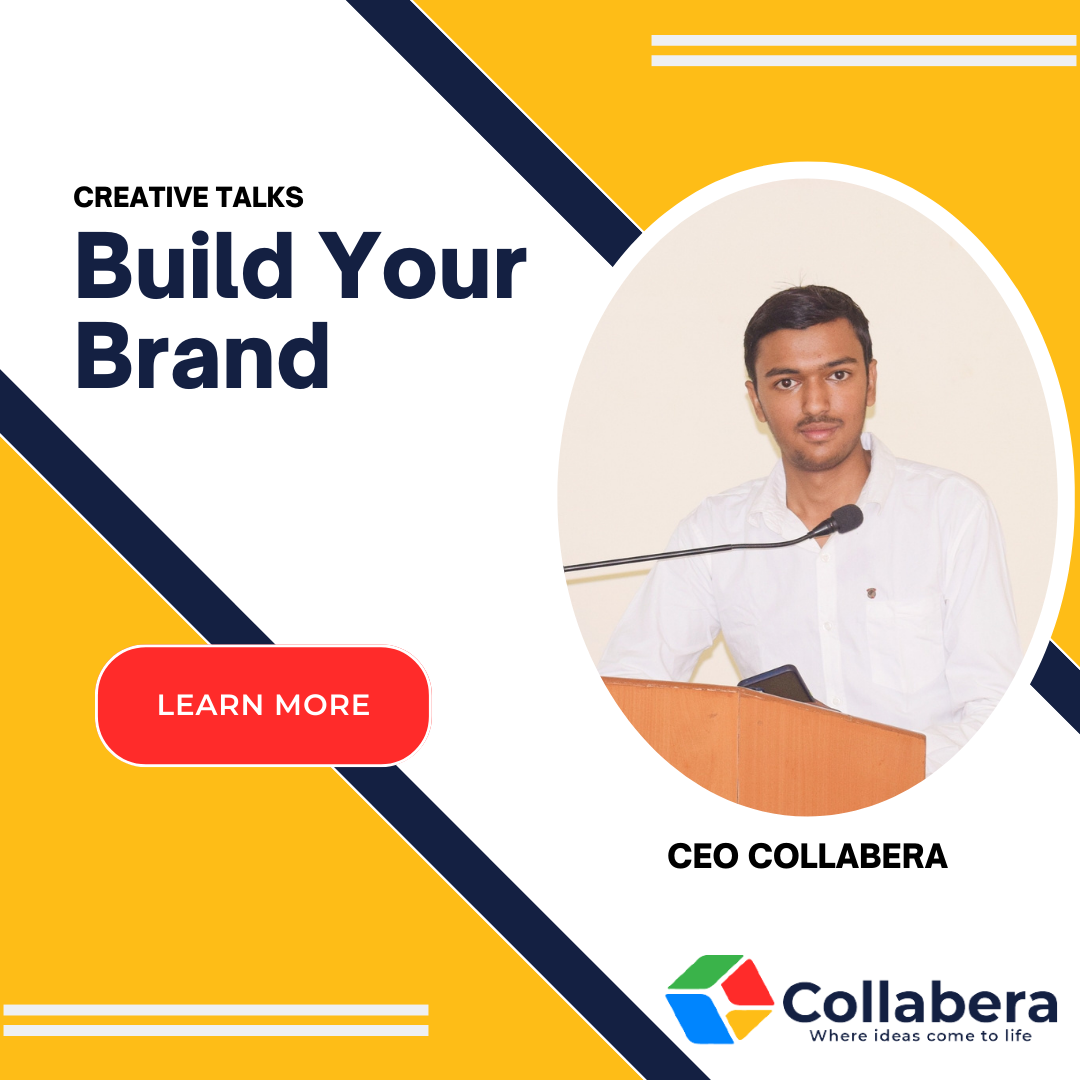 CREATIVE TALKS
Build Your
Brand
LEARN MORE
CEO COLLABERA
Collabera
Where ideas come to life